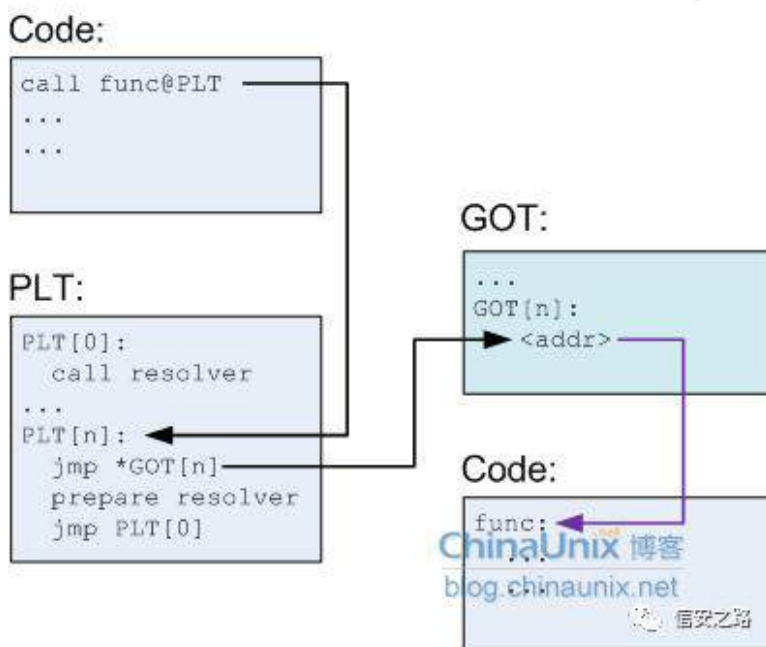 Code:
call func@PLT
...
...
PLT:
PLT[0]:
call resolver
...
PLT[n]:
jmp *GOT[n]
prepare resolver
jmp PLT[0]
GOT:
...
GOT[n]:
<addr>
Code:
func:
...
...
ChinaUnix.net 博客
blog.chinaunix.net
信安之路